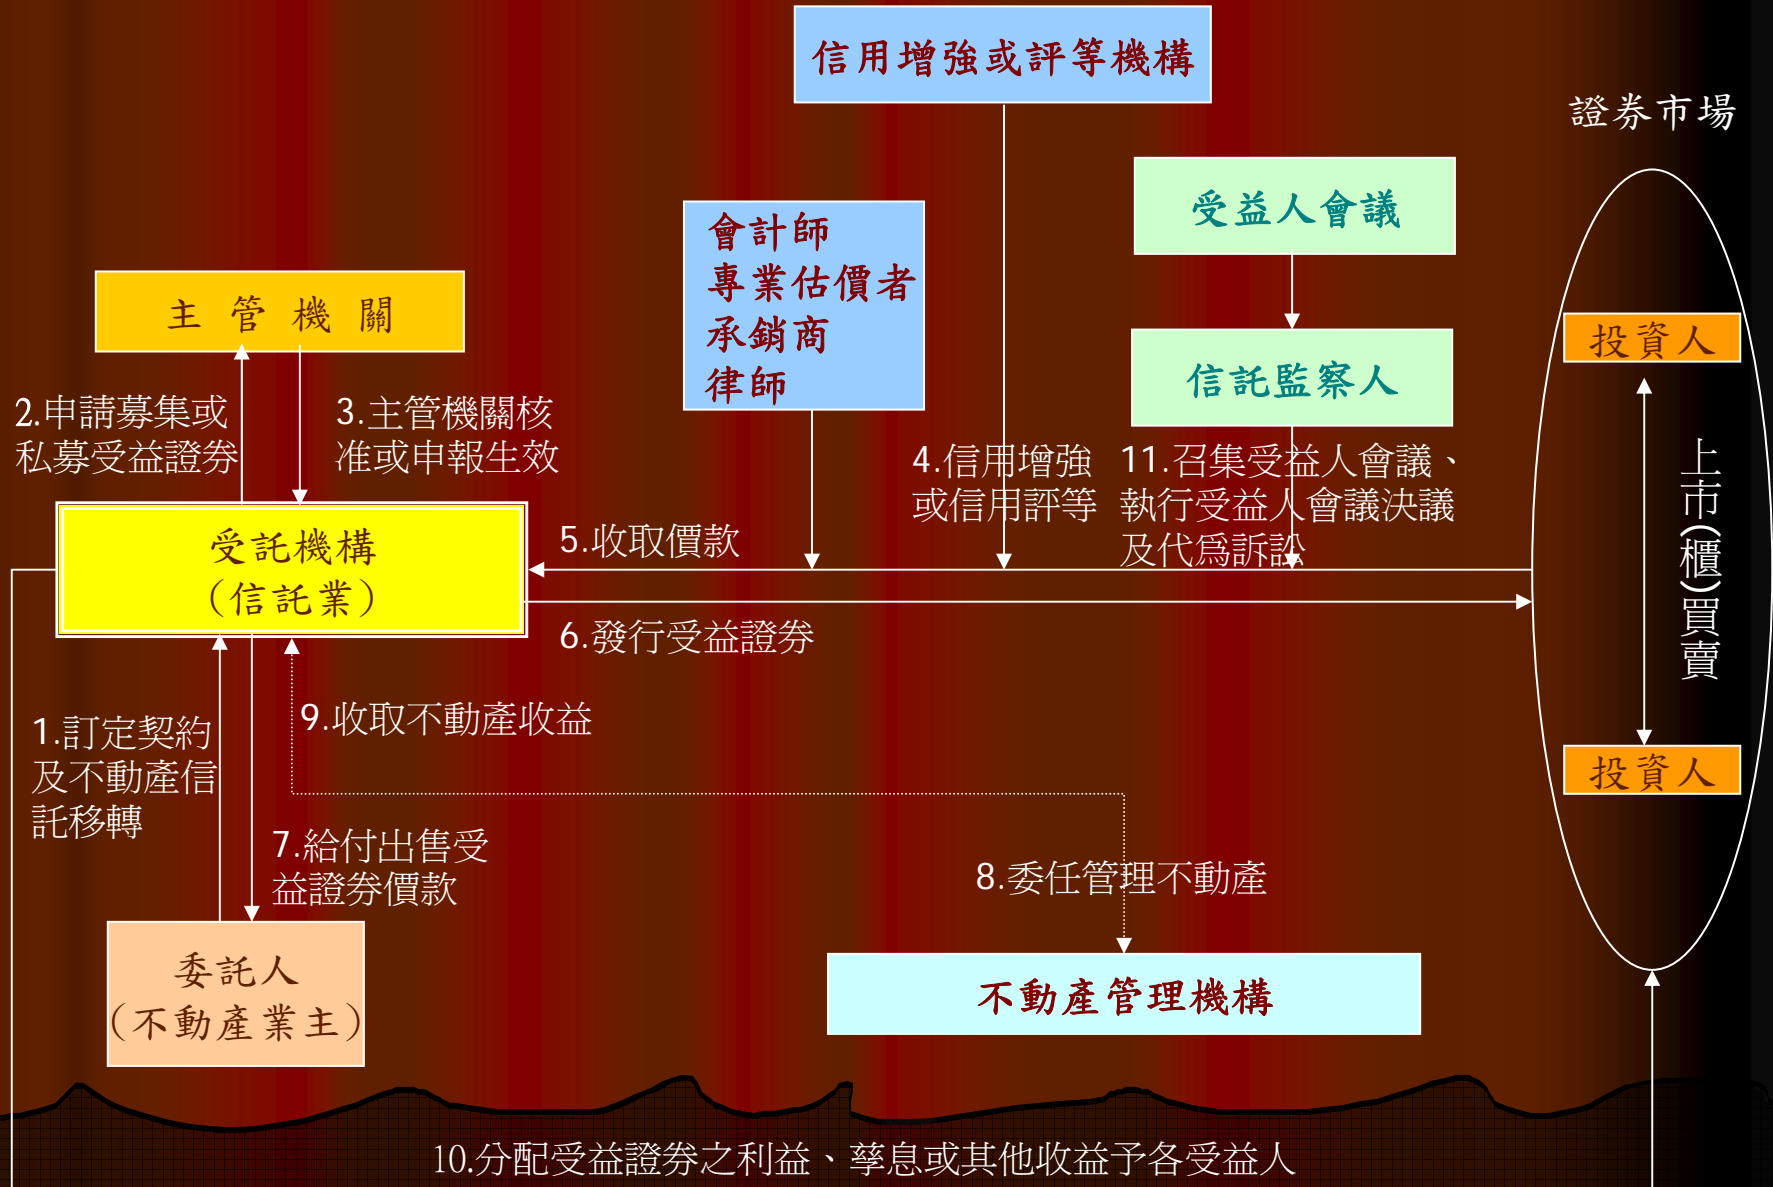 信用增強或評等機構
證券市場
受益人會議
會計師
專業估價者
承銷商
律師
主管機關
投資人
信託監察人
2.申請募集或
私募受益證券
3.主管機關核
准或申報生效
4.信用增強
或信用評等
11.召集受益人會議、
執行受益人會議決議
及代為訴訟
上市(櫃)買賣
受託機構
（信託業）
5.收取價款
6.發行受益證券
9.收取不動產收益
1.訂定契約
及不動產信
託移轉
投資人
7.給付出售受
益證券價款
8.委任管理不動產
委託人
（不動產業主）
不動產管理機構
10.分配受益證券之利益、孳息或其他收益予各受益人